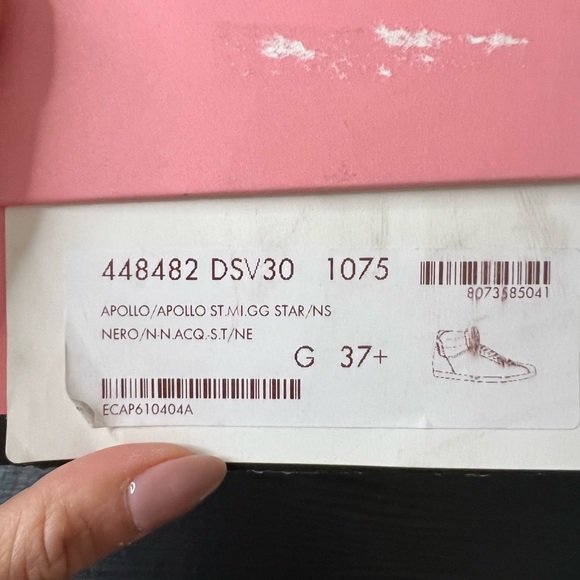 448482 DSV30 1075
8073585041
APOLLO/APOLLO ST.MI.GG STAR/NS
NERO/N-N.ACQ.-S.T/NE
G 37+
ECAP610404A